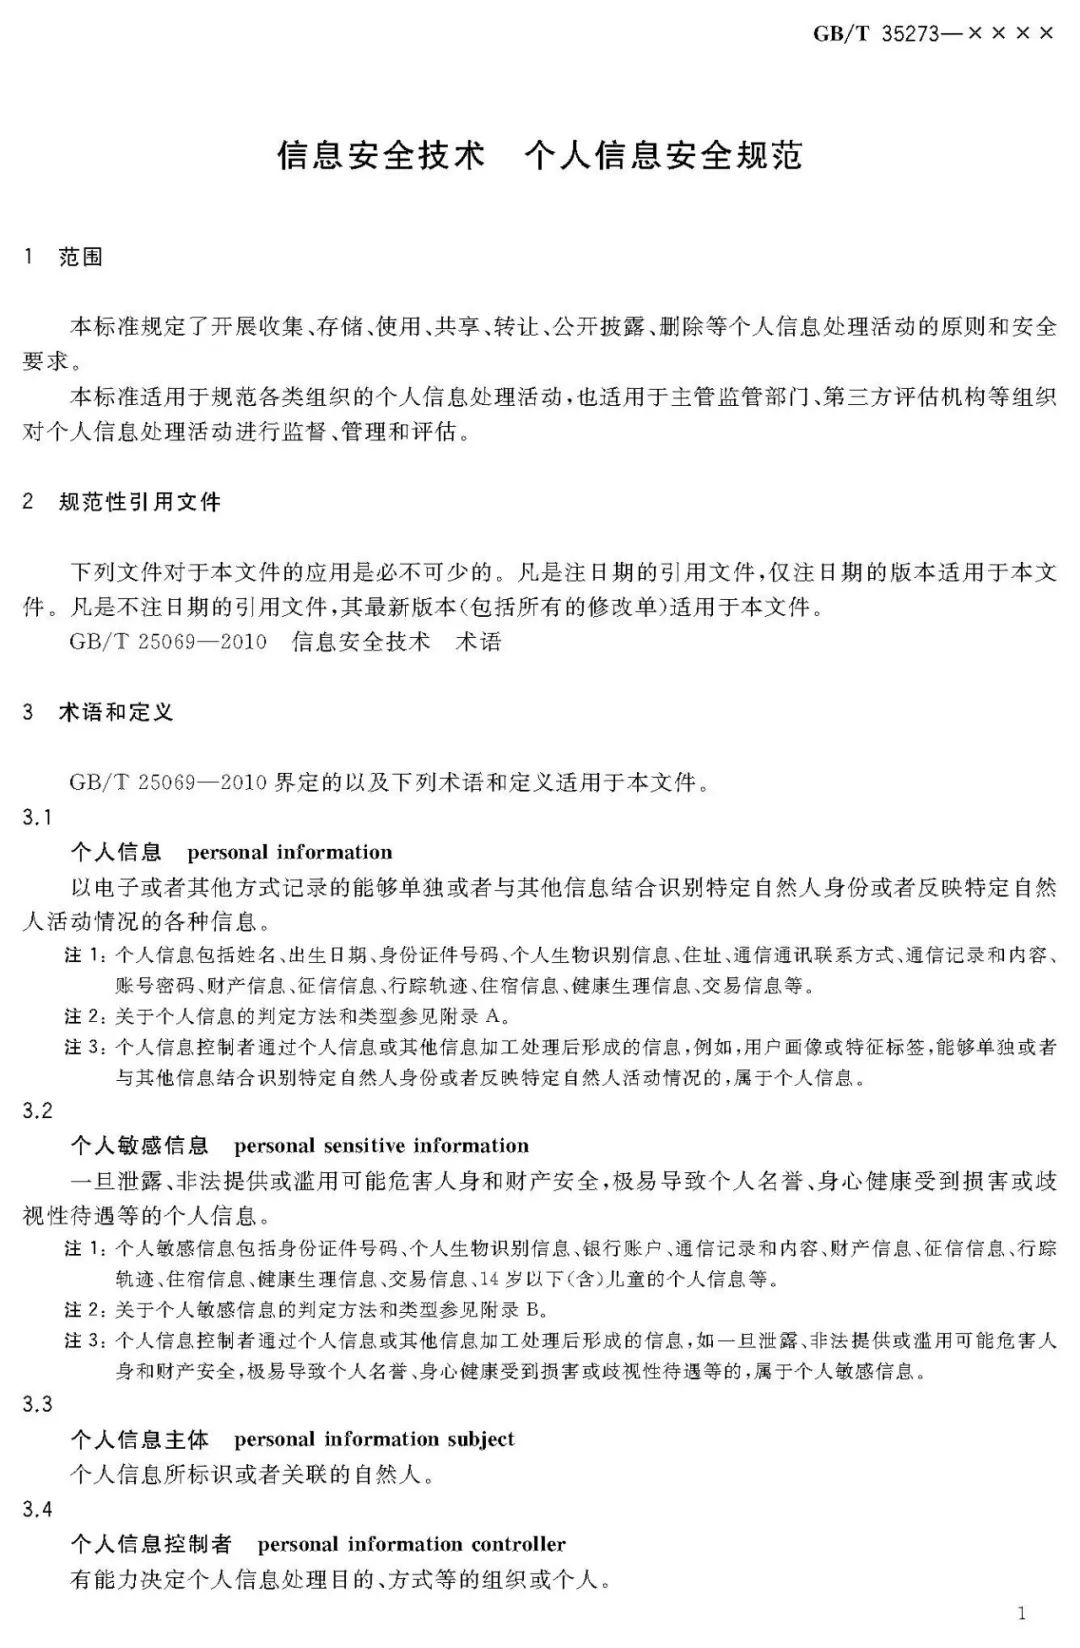 GB/T 35273—××××
信息安全技术 个人信息安全规范
1 范围
本标准规定了开展收集、存储、使用、共享、转让、公开披露、删除等个人信息处理活动的原则和安全
要求。
本标准适用于规范各类组织的个人信息处理活动,也适用于主管监管部门、第三方评估机构等组织
对个人信息处理活动进行监督、管理和评估。
2 规范性引用文件
下列文件对于本文件的应用是必不可少的。凡是注日期的引用文件,仅注日期的版本适用于本文
件。凡是不注日期的引用文件,其最新版本(包括所有的修改单)适用于本文件。
GB/T 25069—2010 信息安全技术 术语
3 术语和定义
GB/T 25069—2010 界定的以及下列术语和定义适用于本文件。
3.1
个人信息 personal information
以电子或者其他方式记录的能够单独或者与其他信息结合识别特定自然人身份或者反映特定自然
人活动情况的各种信息。
注 1: 个人信息包括姓名、出生日期、身份证件号码、个人生物识别信息、住址、通信通讯联系方式、通信记录和内容、
账号密码、财产信息、征信信息、行踪轨迹、住宿信息、健康生理信息、交易信息等。
注 2: 关于个人信息的判定方法和类型参见附录 A。
注 3: 个人信息控制者通过个人信息或其他信息加工处理后形成的信息,例如,用户画像或特征标签,能够单独或者
与其他信息结合识别特定自然人身份或者反映特定自然人活动情况的,属于个人信息。
3.2
个人敏感信息 personal sensitive information
一旦泄露、非法提供或滥用可能危害人身和财产安全,极易导致个人名誉、身心健康受到损害或歧
视性待遇等的个人信息。
注 1: 个人敏感信息包括身份证件号码、个人生物识别信息、银行账户、通信记录和内容、财产信息、征信信息、行踪
轨迹、住宿信息、健康生理信息、交易信息、14 岁以下(含)儿童的个人信息等。
注 2: 关于个人敏感信息的判定方法和类型参见附录 B。
注 3: 个人信息控制者通过个人信息或其他信息加工处理后形成的信息,如一旦泄露、非法提供或滥用可能危害人
身和财产安全,极易导致个人名誉、身心健康受到损害或歧视性待遇等的,属于个人敏感信息。
3.3
个人信息主体 personal information subject
个人信息所标识或者关联的自然人。
3.4
个人信息控制者 personal information controller
有能力决定个人信息处理目的、方式等的组织或个人。
1